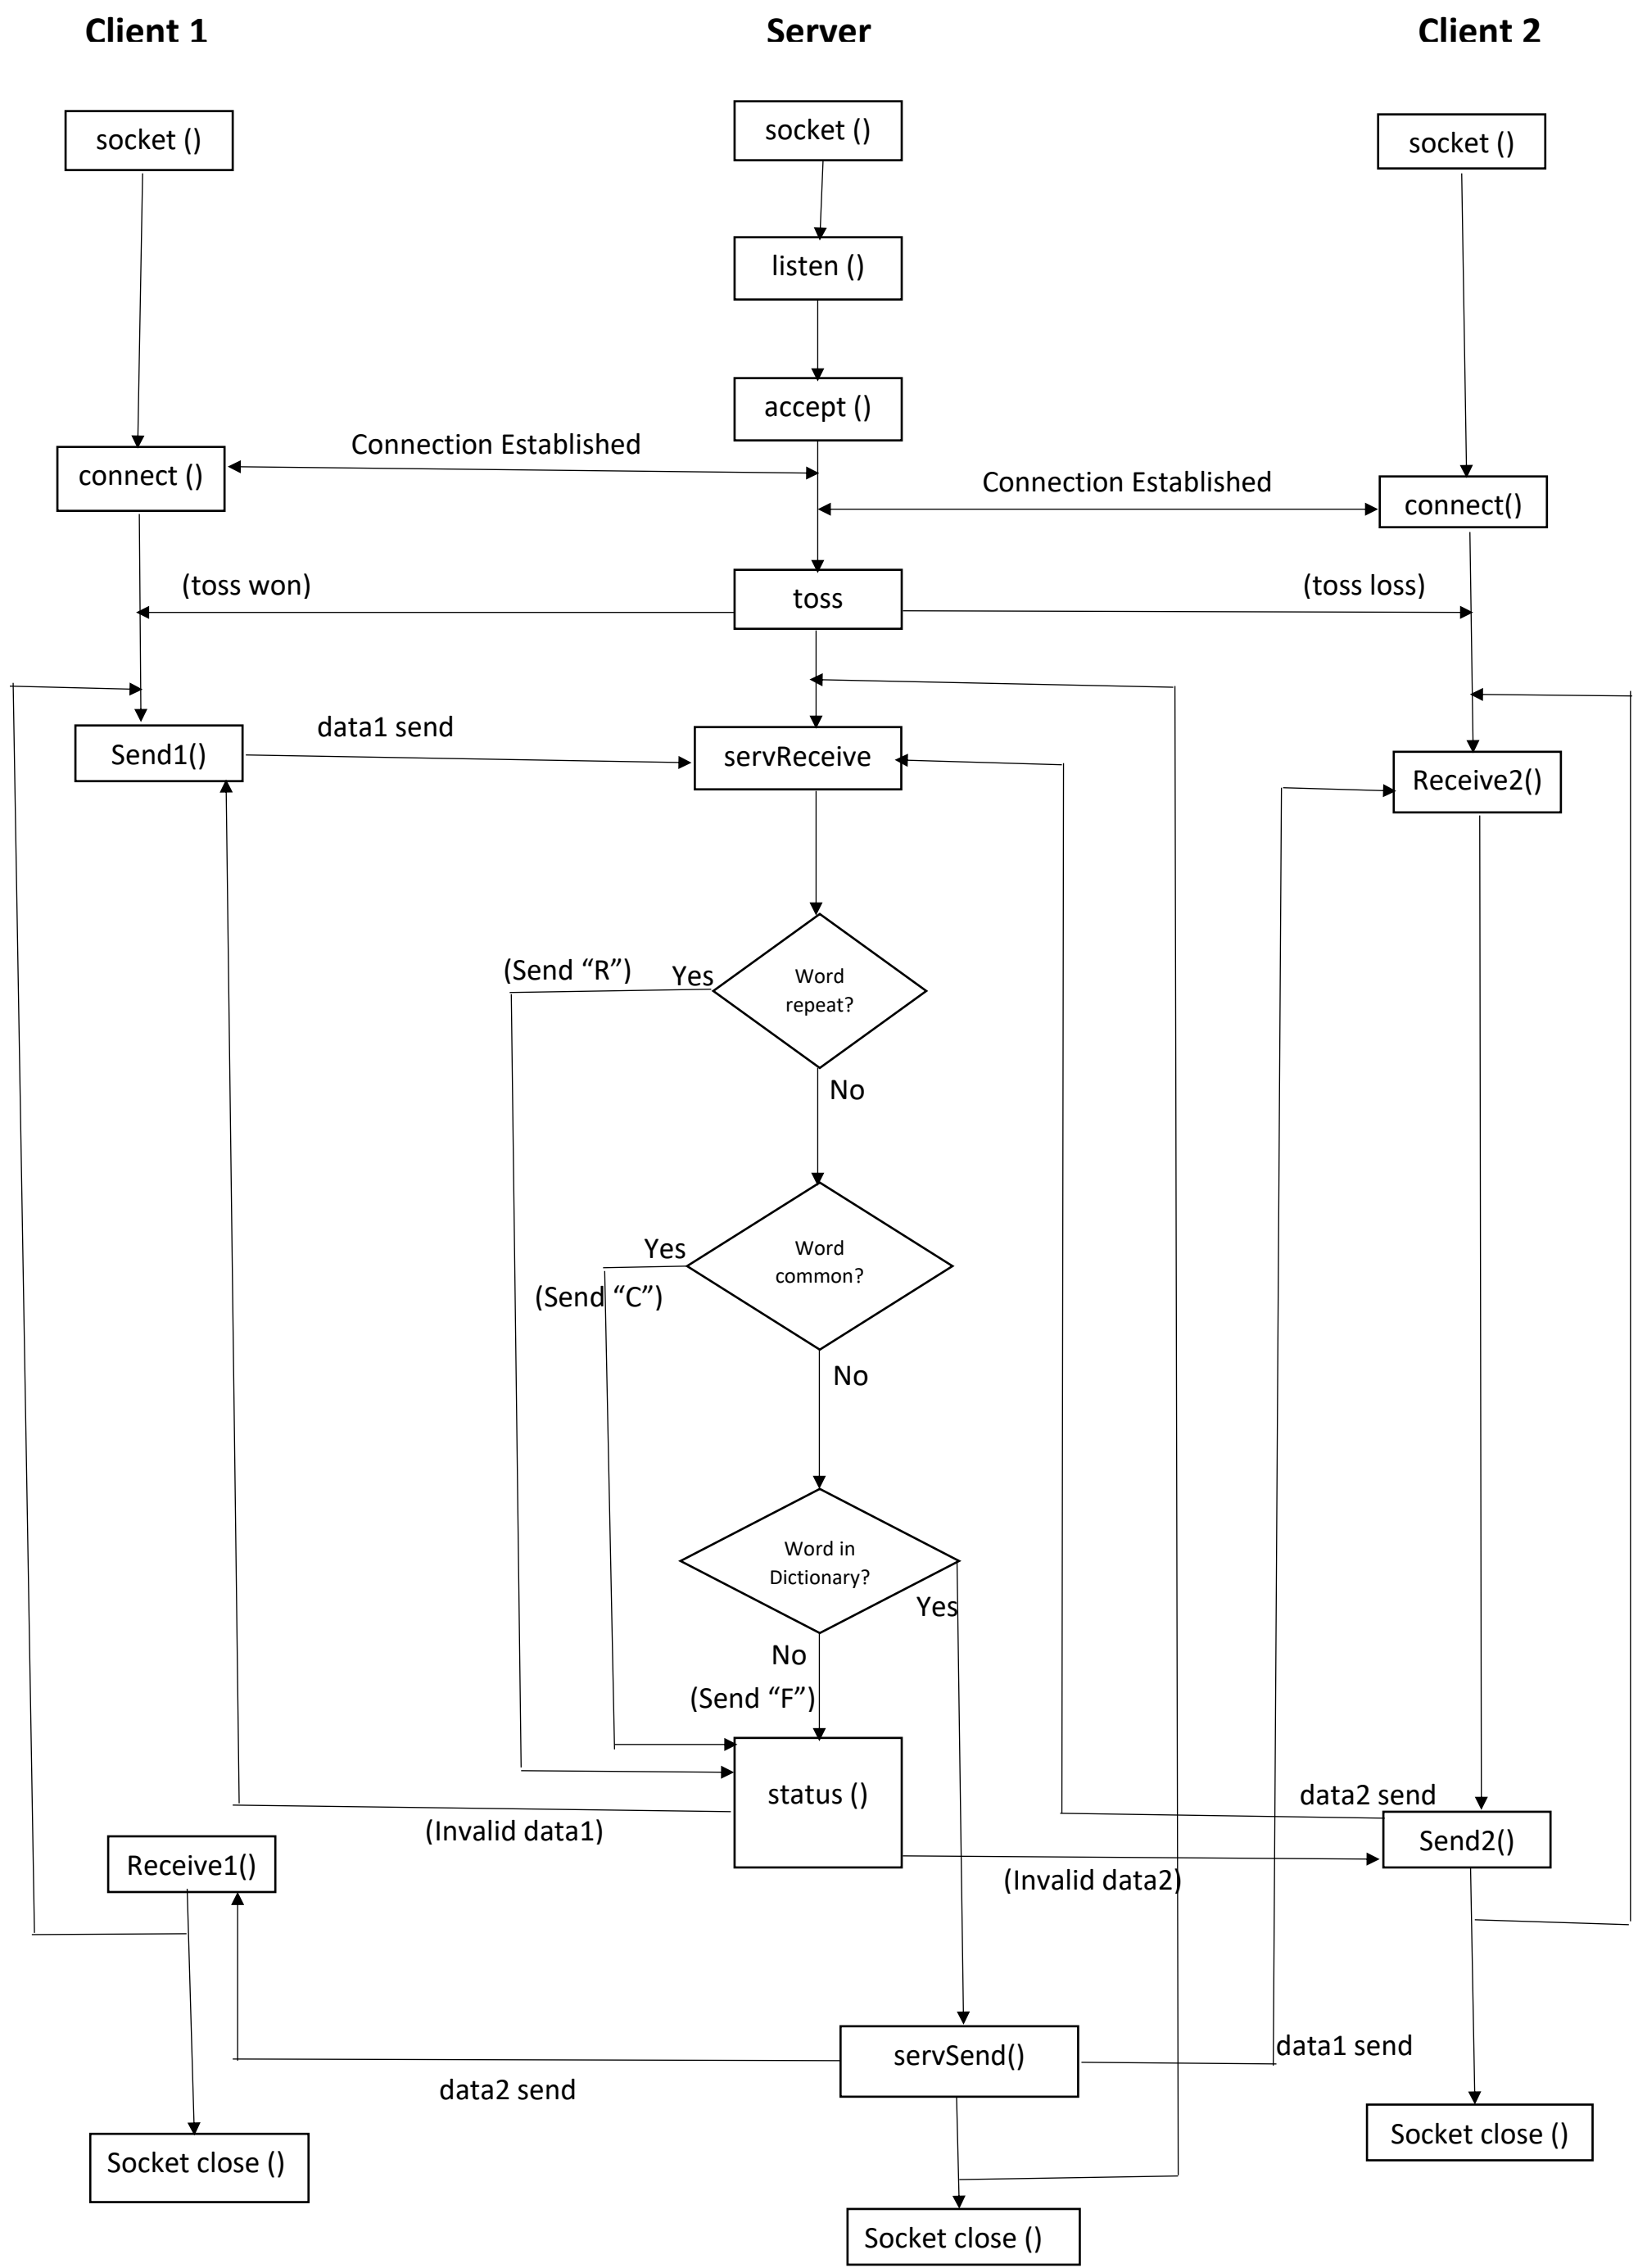 Client 1
Server
Client 2
socket ()
socket ()
socket ()
listen ()
accept ()
Connection Established
connect ()
Connection Established
connect()
(toss won)
toss
(toss loss)
Send1()
data1 send
servReceive
Receive2()
(Send “R”)
Yes
Word
repeat?
No
Yes
Word
common?
(Send “C”)
No
Word in
Dictionary?
Yes
No
(Send “F”)
status ()
data2 send
(Invalid data1)
Send2()
Receive1()
(Invalid data2)
servSend()
data1 send
data2 send
Socket close ()
Socket close ()
Socket close ()